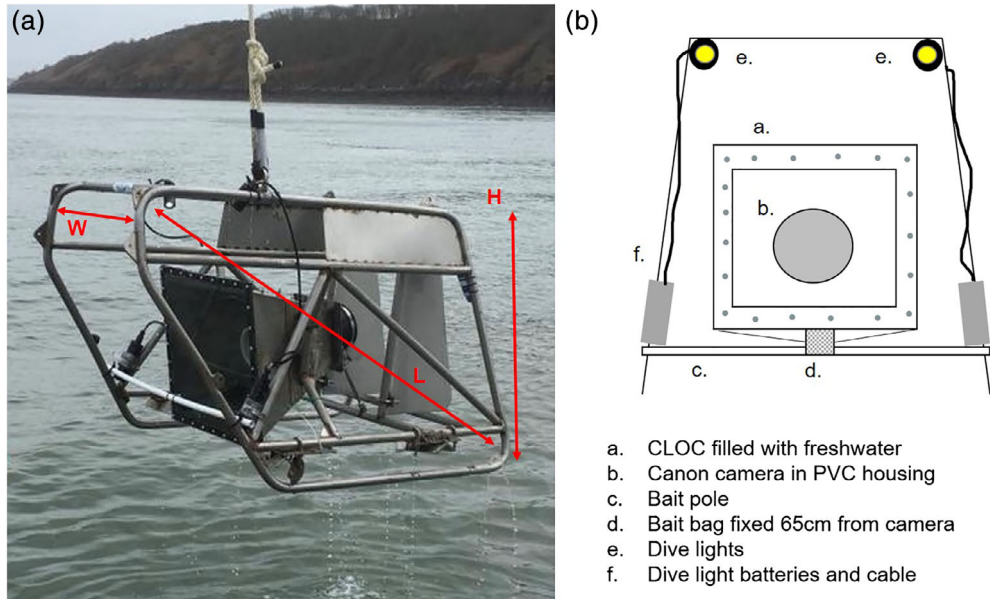 (a)
W
H
L
(b)
e.
e.
a.
b.
f.
c.
d.
a. CLOC filled with freshwater
b. Canon camera in PVC housing
c. Bait pole
d. Bait bag fixed 65cm from camera
e. Dive lights
f. Dive light batteries and cable